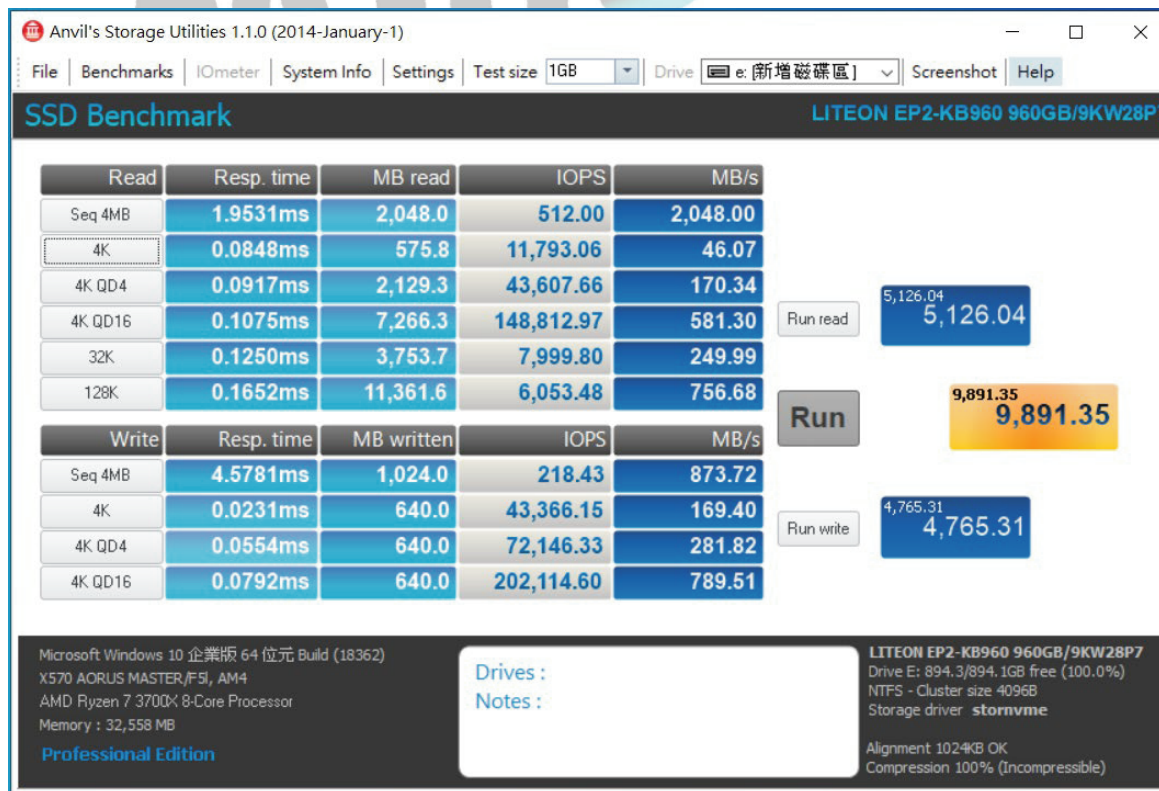 Anvil's Storage Utilities 1.1.0 (2014-January-1)
File Benchmarks IOmeter System Info Settings Test size 1GB Drive e: [新增磁碟區] Screenshot Help
SSD Benchmark LITEON EP2-KB960 960GB/9KW28P
Read Resp. time MB read IOPS MB/s
Seq 4MB 1.9531ms 2,048.0 512.00 2,048.00
4K 0.0848ms 575.8 11,793.06 46.07
4K QD4 0.0917ms 2,129.3 43,607.66 170.34
4K QD16 0.1075ms 7,266.3 148,812.97 581.30
32K 0.1250ms 3,753.7 7,999.80 249.99
128K 0.1652ms 11,361.6 6,053.48 756.68
Run read
5,126.04
5,126.04
Run
9,891.35
9,891.35
Write Resp. time MB written IOPS MB/s
Seq 4MB 4.5781ms 1,024.0 218.43 873.72
4K 0.0231ms 640.0 43,366.15 169.40
4K QD4 0.0554ms 640.0 72,146.33 281.82
4K QD16 0.0792ms 640.0 202,114.60 789.51
Run write
4,765.31
4,765.31
Microsoft Windows 10 企業版 64 位元 Build (18362)
X570 AORUS MASTER/F5l, AM4
AMD Ryzen 7 3700X 8-Core Processor
Memory : 32,558 MB
Professional Edition
Drives :
Notes :
LITEON EP2-KB960 960GB/9KW28P7
Drive E: 894.3/894.1GB free (100.0%)
NTFS - Cluster size 4096B
Storage driver stornvme
Alignment 1024KB OK
Compression 100% (Incompressible)